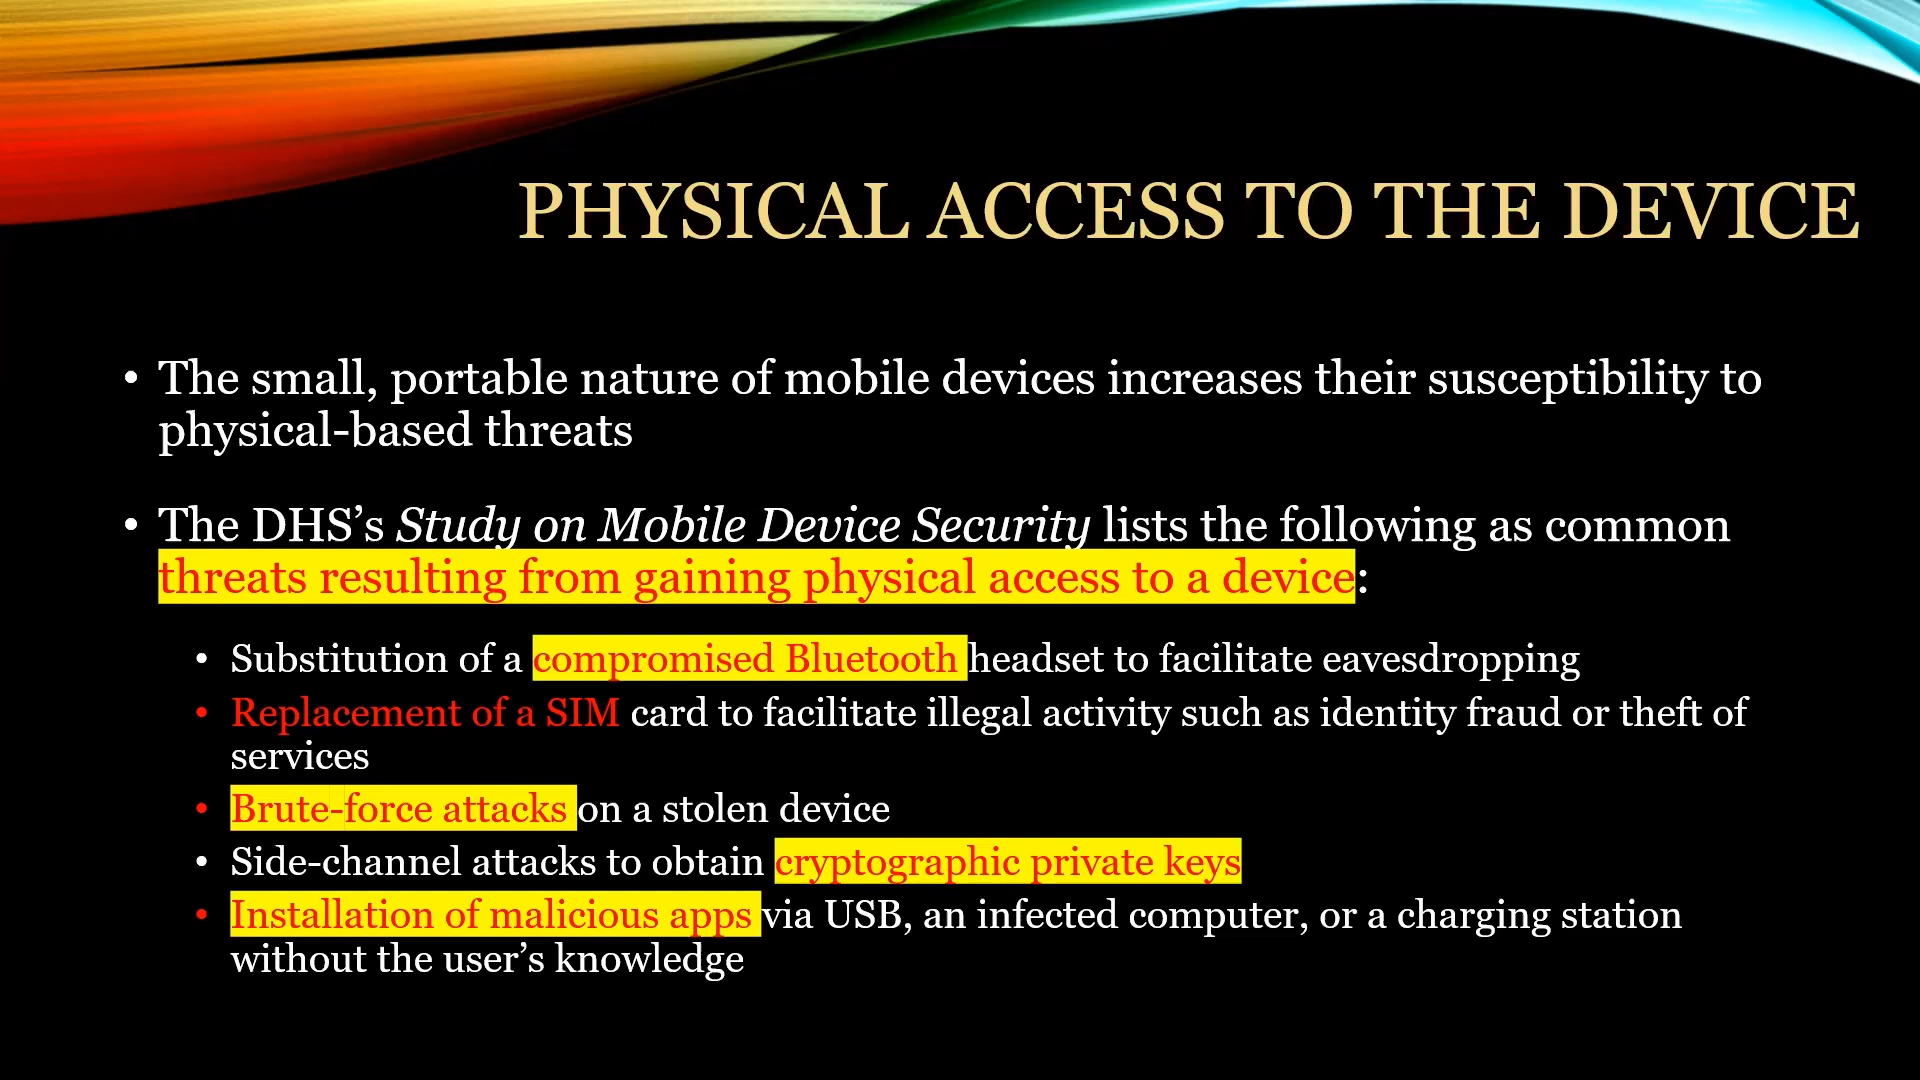 PHYSICAL ACCESS TO THE DEVICE
• The small, portable nature of mobile devices increases their susceptibility to
physical-based threats
• The DHS’s Study on Mobile Device Security lists the following as common
threats resulting from gaining physical access to a device:
• Substitution of a compromised Bluetooth headset to facilitate eavesdropping
• Replacement of a SIM card to facilitate illegal activity such as identity fraud or theft of
services
• Brute-force attacks on a stolen device
• Side-channel attacks to obtain cryptographic private keys
• Installation of malicious apps via USB, an infected computer, or a charging station
without the user’s knowledge